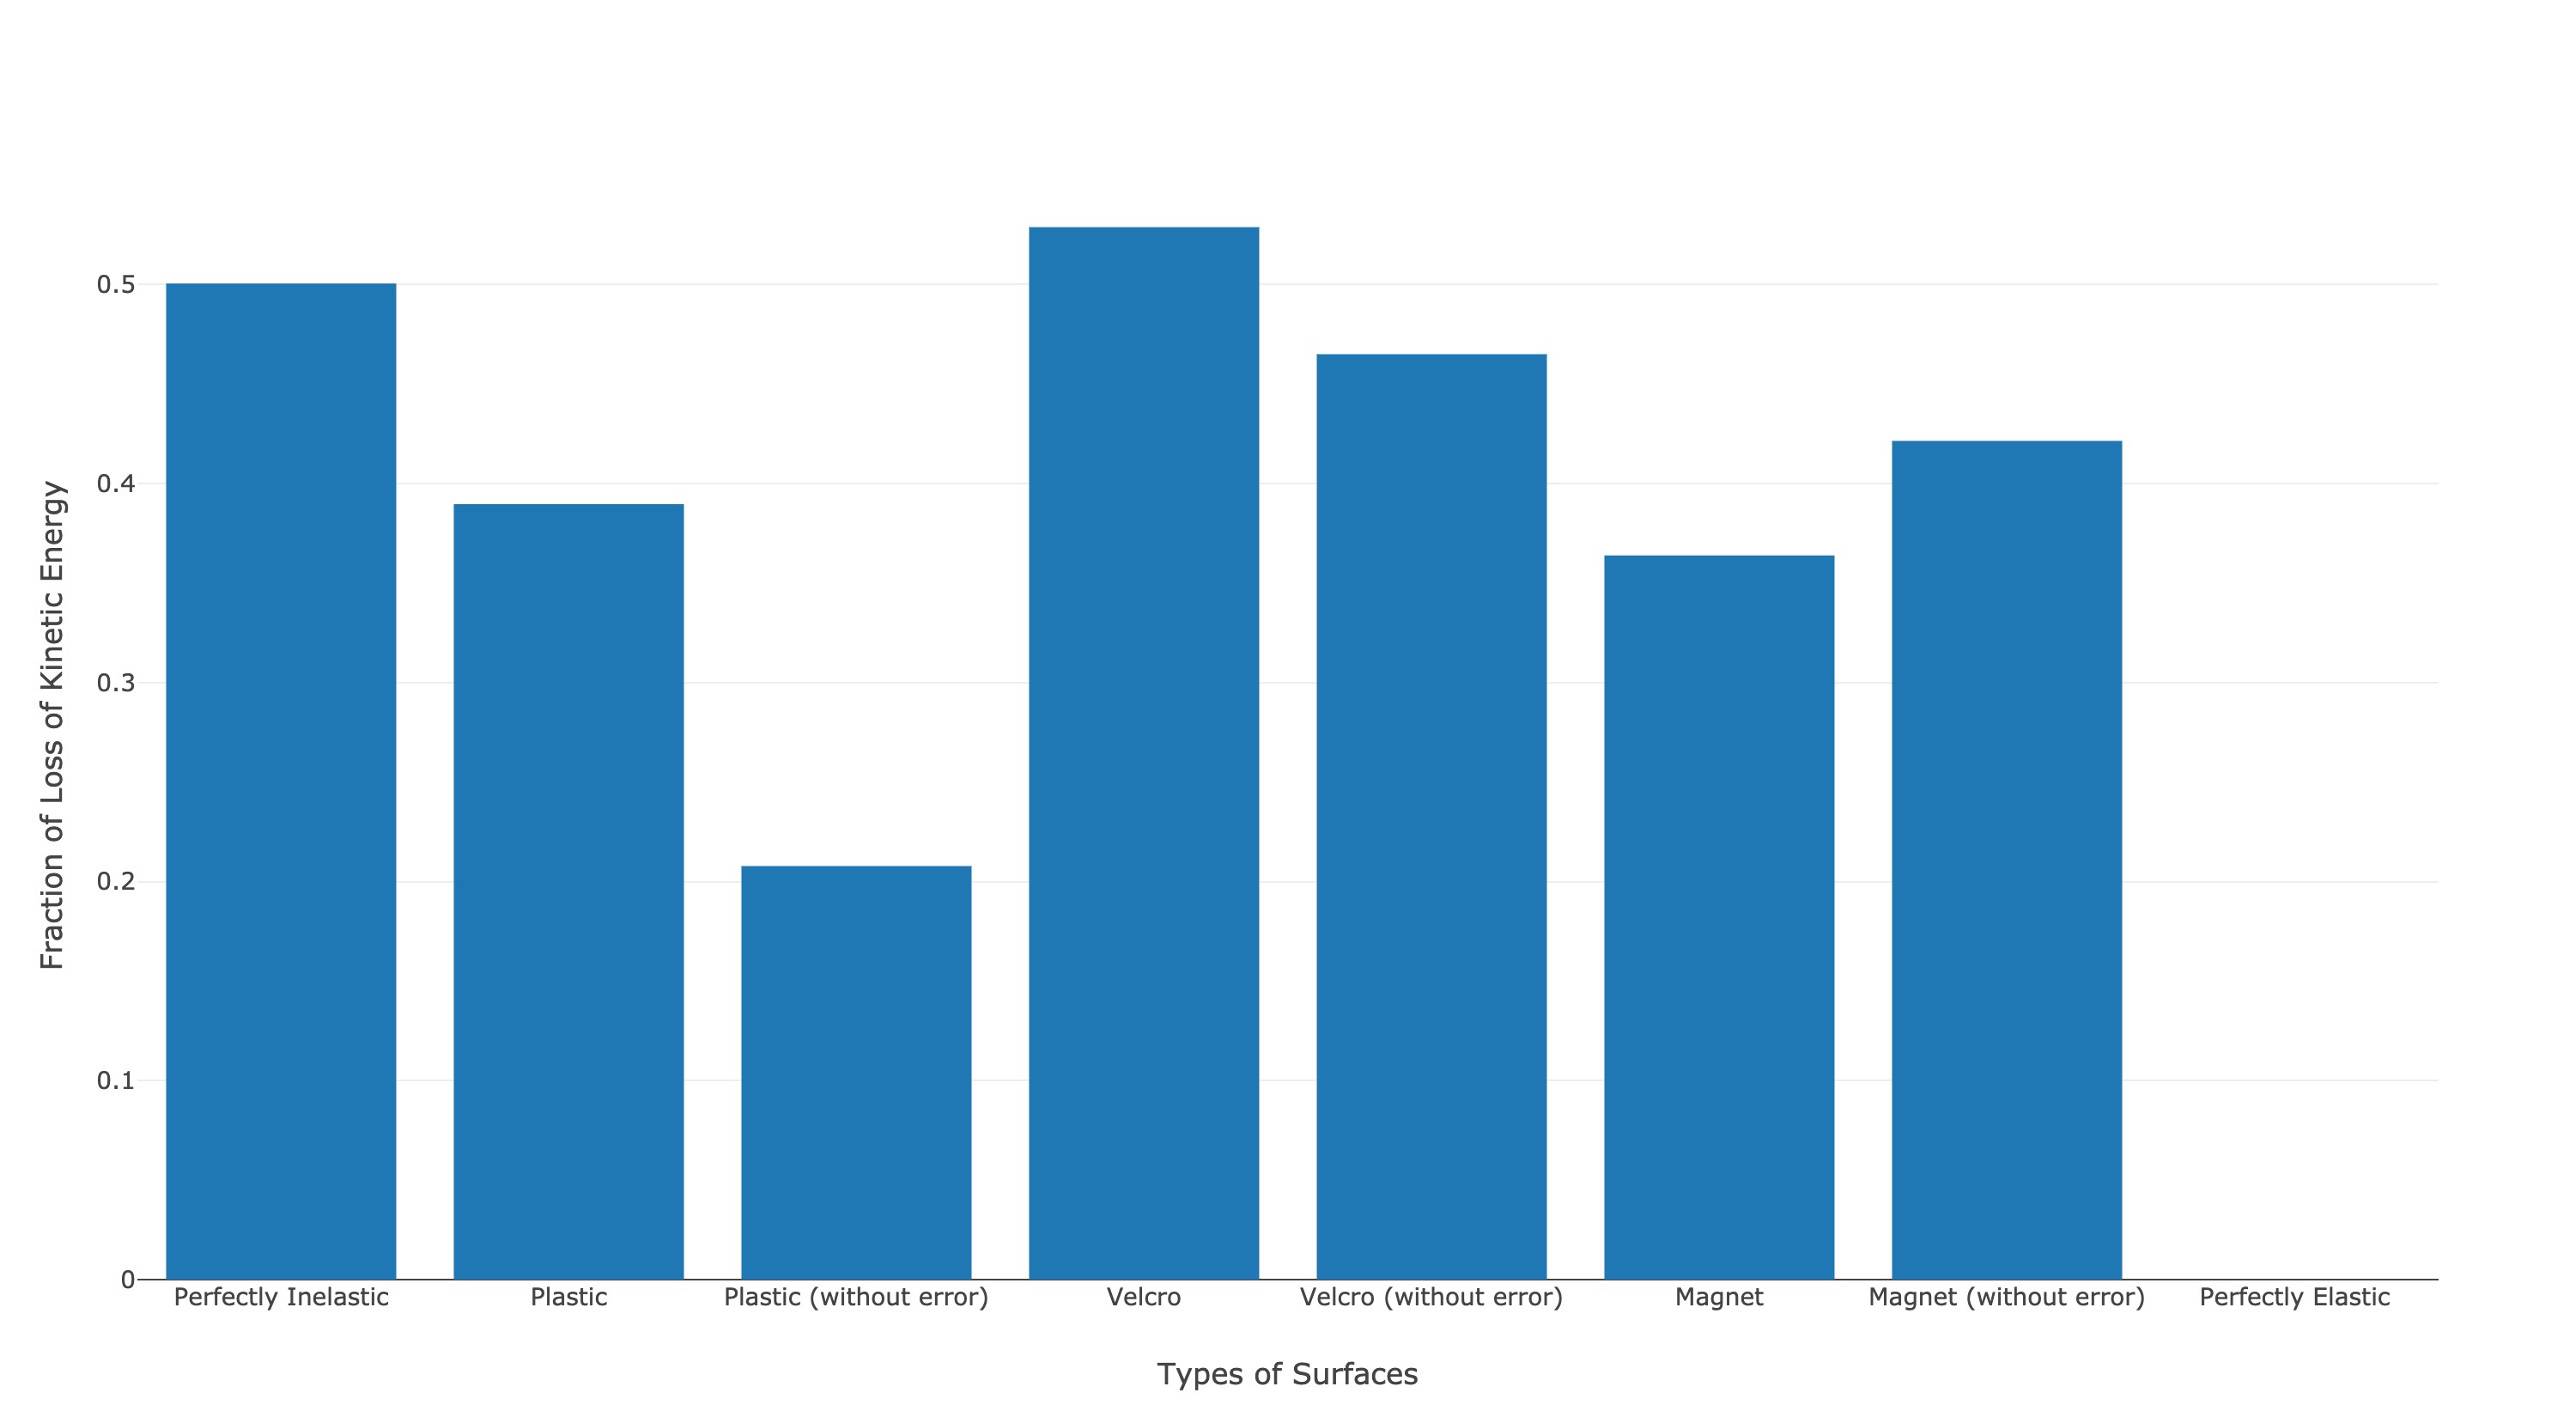 Fraction of Loss of Kinetic Energy
0.5
0.4
0.3
0.2
0.1
0
Perfectly Inelastic
Plastic
Plastic (without error)
Velcro
Velcro (without error)
Magnet
Magnet (without error)
Perfectly Elastic
Types of Surfaces